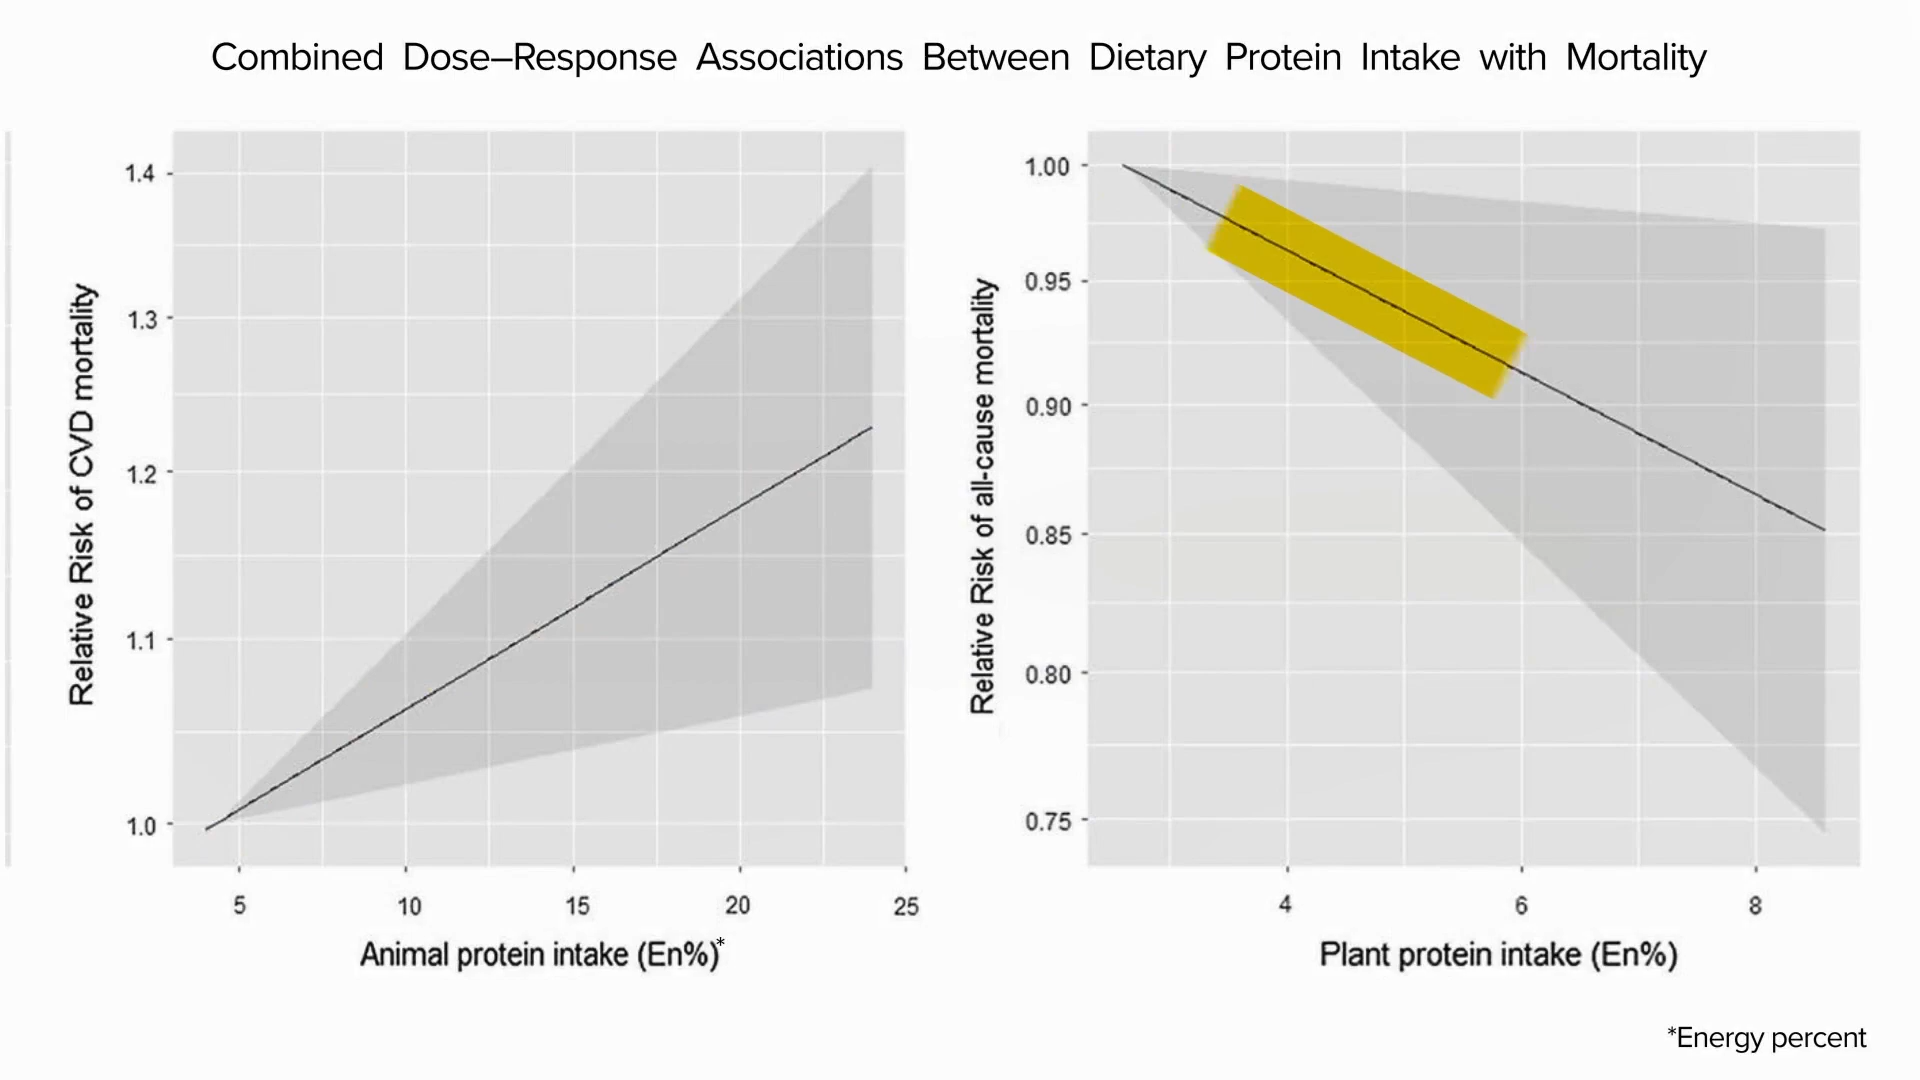 Combined Dose–Response Associations Between Dietary Protein Intake with Mortality
Relative Risk of CVD mortality
1.4
1.3
1.2
1.1
1.0
5 10 15 20 25
Animal protein intake (En%)*
Relative Risk of all-cause mortality
1.00
0.95
0.90
0.85
0.80
0.75
4 6 8
Plant protein intake (En%)
*Energy percent